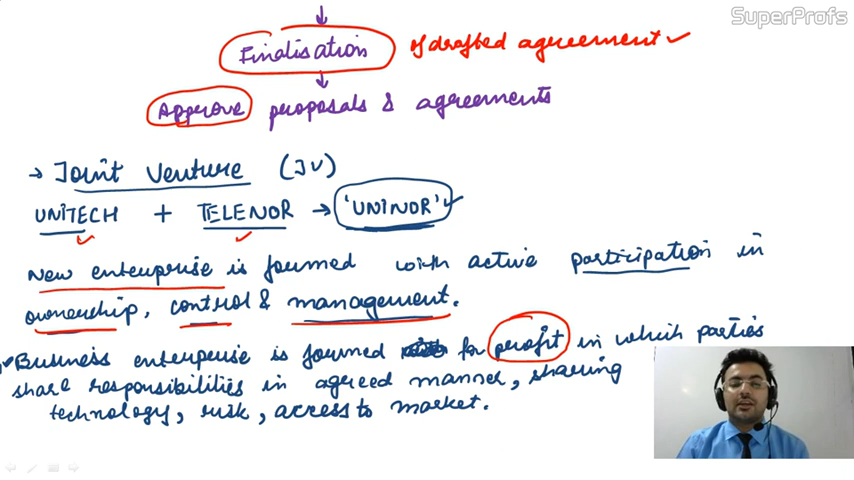 SuperProfs
Finalisation of drafted agreement
Approve proposals & agreements
→ Joint Venture (JV)
UNITECH + TELENOR → 'UNINOR'
New enterprise is formed with active participation in
ownership, control & management.
Business enterprise is formed for profit in which parties
share responsibilities in agreed manner, sharing
technology, risk, access to market.